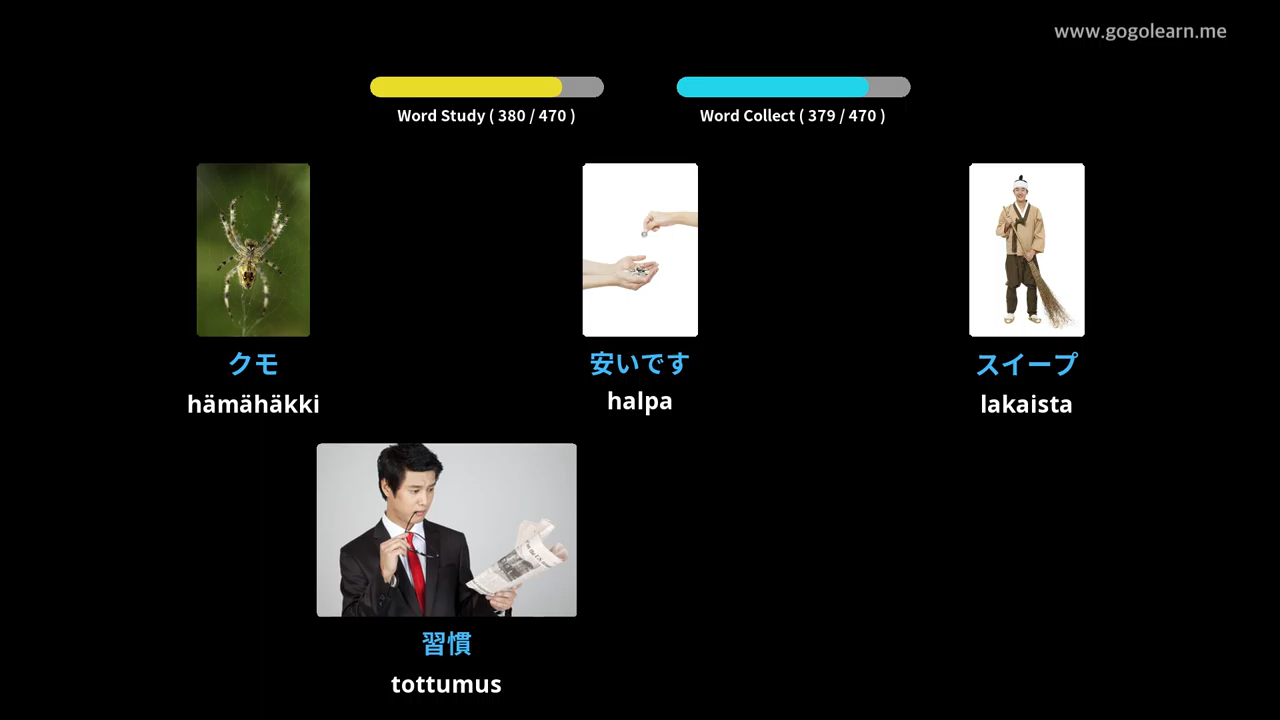 www.gogolearn.me
Word Study ( 380 / 470 )
Word Collect ( 379 / 470 )
クモ
hämähäkki
安いです
halpa
スイープ
lakaista
習慣
tottumus